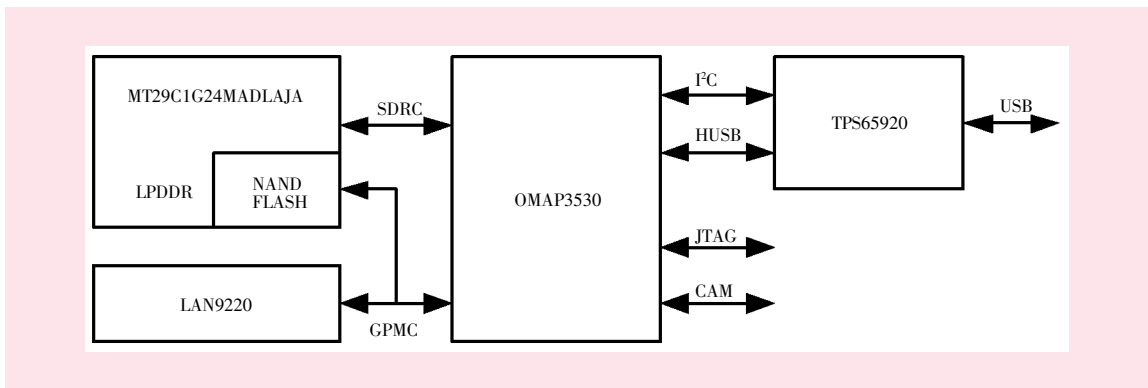 MT29C1G24MADLAJA
LPDDR
NAND
FLASH
LAN9220
SDRC
GPMC
OMAP3530
I²C
HUSB
JTAG
CAM
TPS65920
USB